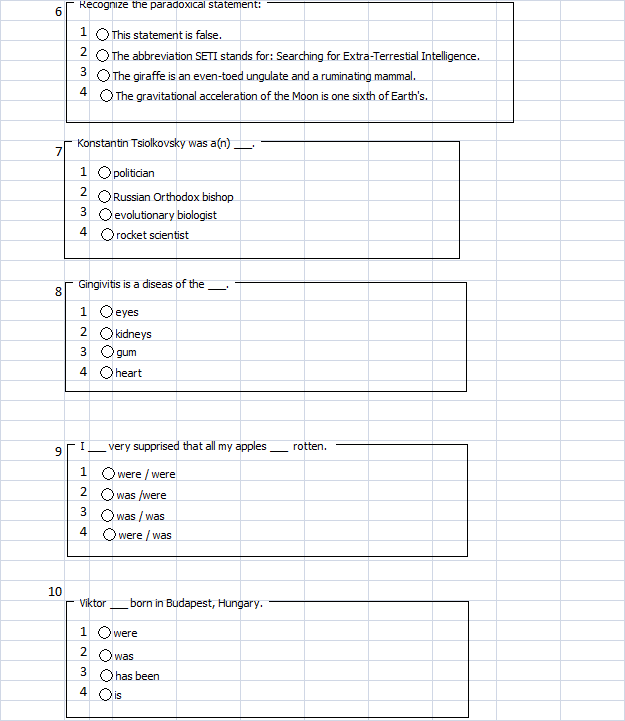 6 Recognize the paradoxical statement:
1 This statement is false.
2 The abbreviation SETI stands for: Searching for Extra-Terrestial Intelligence.
3 The giraffe is an even-toed ungulate and a ruminating mammal.
4 The gravitational acceleration of the Moon is one sixth of Earth's.
7 Konstantin Tsiolkovsky was a(n) ___.
1 politician
2 Russian Orthodox bishop
3 evolutionary biologist
4 rocket scientist
8 Gingivitis is a diseas of the ___.
1 eyes
2 kidneys
3 gum
4 heart
9 I ___ very supprised that all my apples ___ rotten.
1 were / were
2 was /were
3 was / was
4 were / was
10 Viktor ___ born in Budapest, Hungary.
1 were
2 was
3 has been
4 is